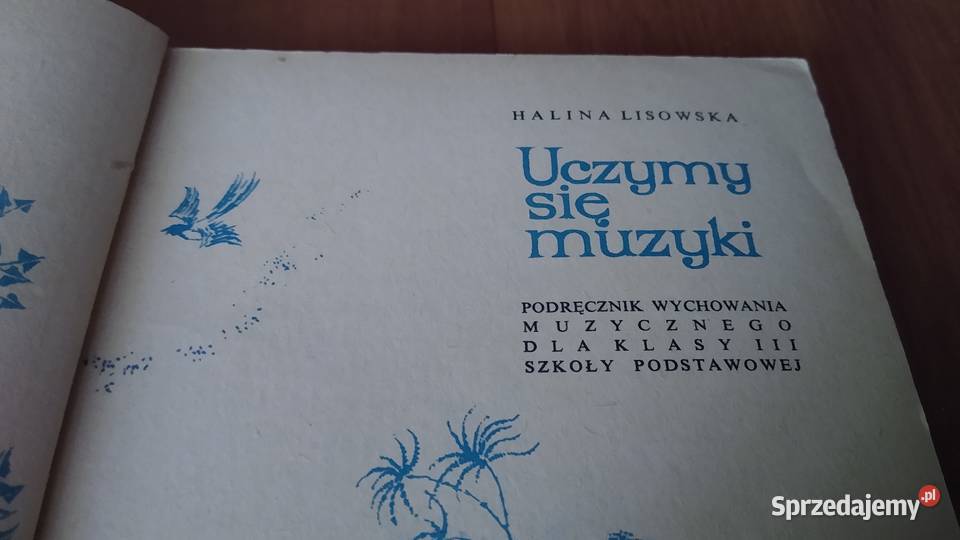 HALINA LISOWSKA
Uczymy
się
muzyki
PODRĘCZNIK WYCHOWANIA
MUZYCZNEGO
DLA KLASY III
SZKOŁY PODSTAWOWEJ
Sprzedajemy.pl